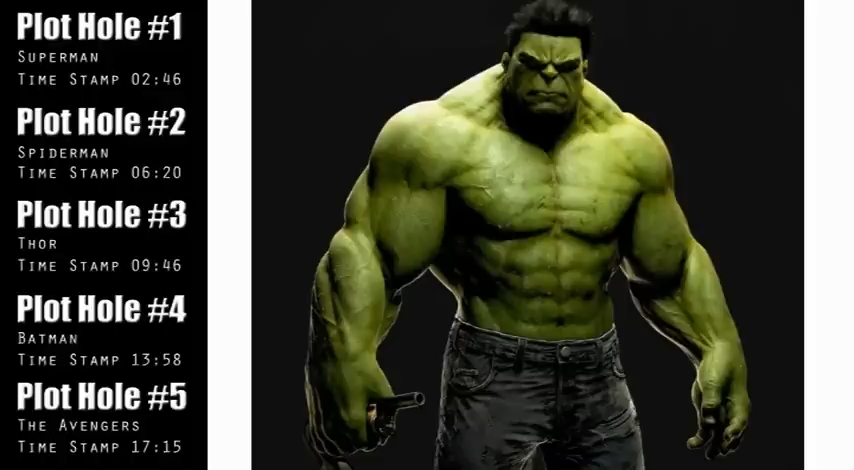 Plot Hole #1
Superman
Time Stamp 02:46
Plot Hole #2
Spiderman
Time Stamp 06:20
Plot Hole #3
Thor
Time Stamp 09:46
Plot Hole #4
Batman
Time Stamp 13:58
Plot Hole #5
The Avengers
Time Stamp 17:15